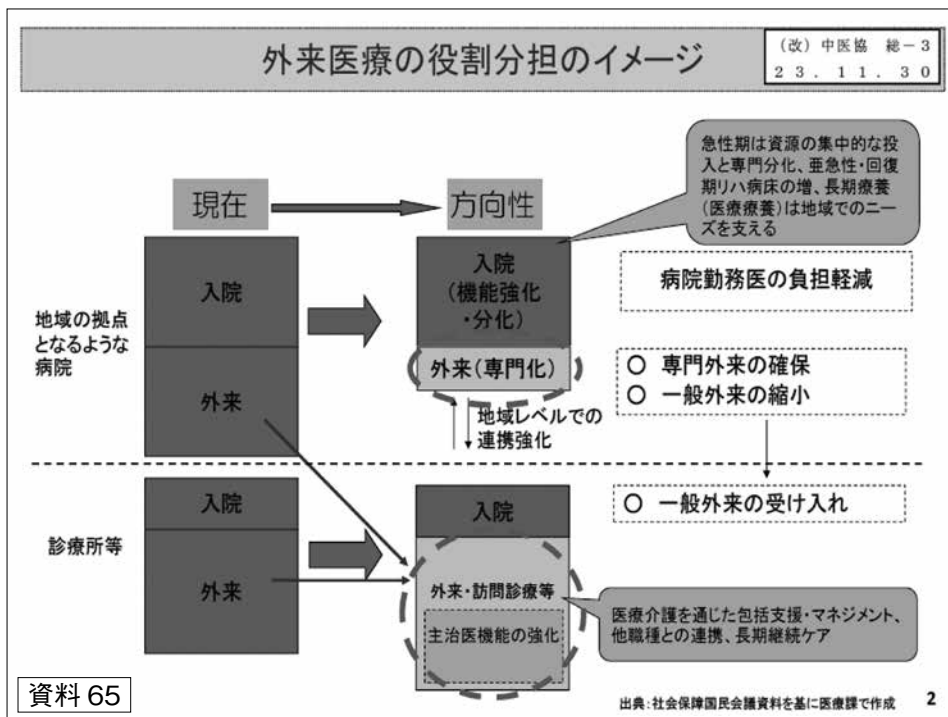 外来医療の役割分担のイメージ
(改) 中医協 総－3
23.11.30
現在
方向性
急性期は資源の集中的な投
入と専門分化、亜急性・回復
期リハ病床の増、長期療養
(医療療養)は地域でのニー
ズを支える
地域の拠点
となるような
病院
入院
外来
入院
(機能強化
・分化)
外来(専門化)
病院勤務医の負担軽減
○ 専門外来の確保
○ 一般外来の縮小
地域レベルでの
連携強化
診療所等
入院
外来
入院
外来・訪問診療等
主治医機能の強化
○ 一般外来の受け入れ
医療介護を通じた包括支援・マネジメント、
他職種との連携、長期継続ケア
資料 65
出典:社会保障国民会議資料を基に医療課で作成
2